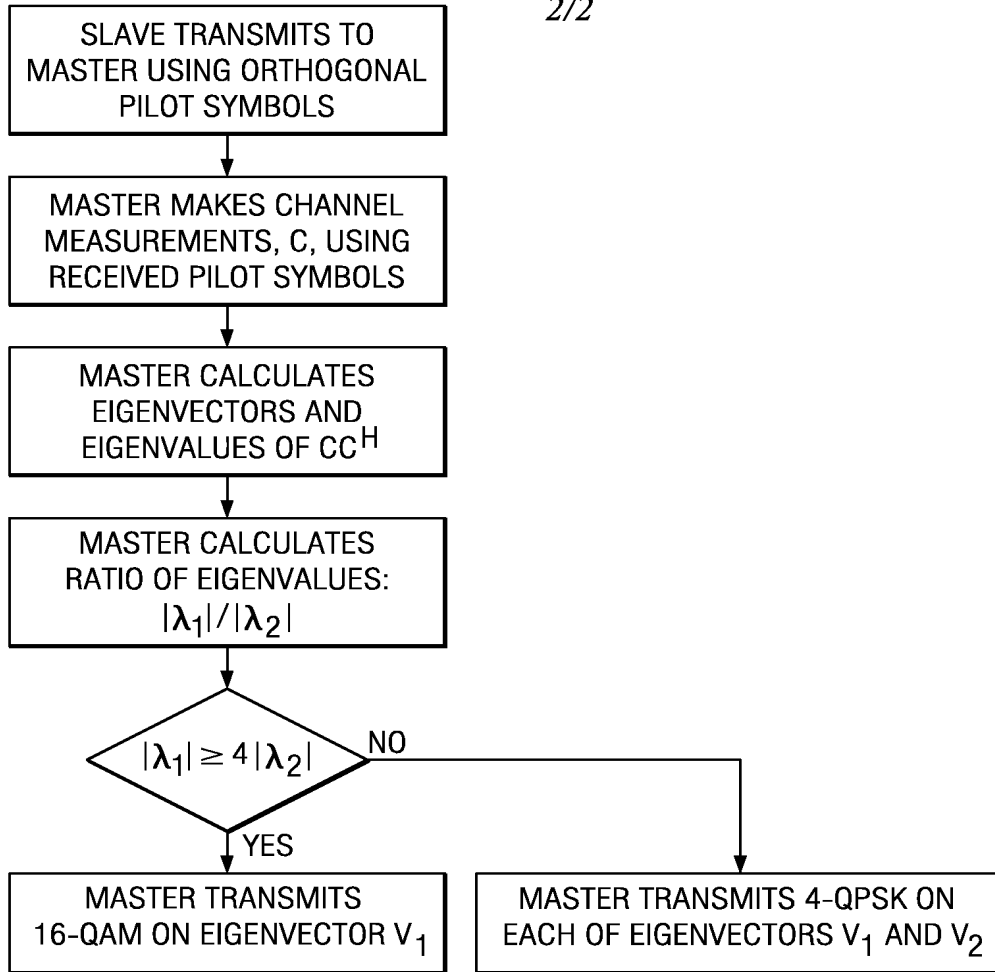 2/2
SLAVE TRANSMITS TO
MASTER USING ORTHOGONAL
PILOT SYMBOLS
MASTER MAKES CHANNEL
MEASUREMENTS, C, USING
RECEIVED PILOT SYMBOLS
MASTER CALCULATES
EIGENVECTORS AND
EIGENVALUES OF CC^H
MASTER CALCULATES
RATIO OF EIGENVALUES:
|λ₁|/|λ₂|
|λ₁| ≥ 4|λ₂|
NO
YES
MASTER TRANSMITS
16-QAM ON EIGENVECTOR V₁
MASTER TRANSMITS 4-QPSK ON
EACH OF EIGENVECTORS V₁ AND V₂